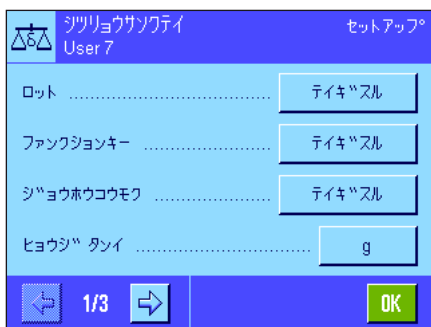 シツリョウサソクテイ セットアップ
User 7
ロット ................................ テイギスル
ファンクションキー ........................ テイギスル
ジョウホウコウモク ...................... テイギスル
ヒョウジ タンイ ................................ g
1/3 OK